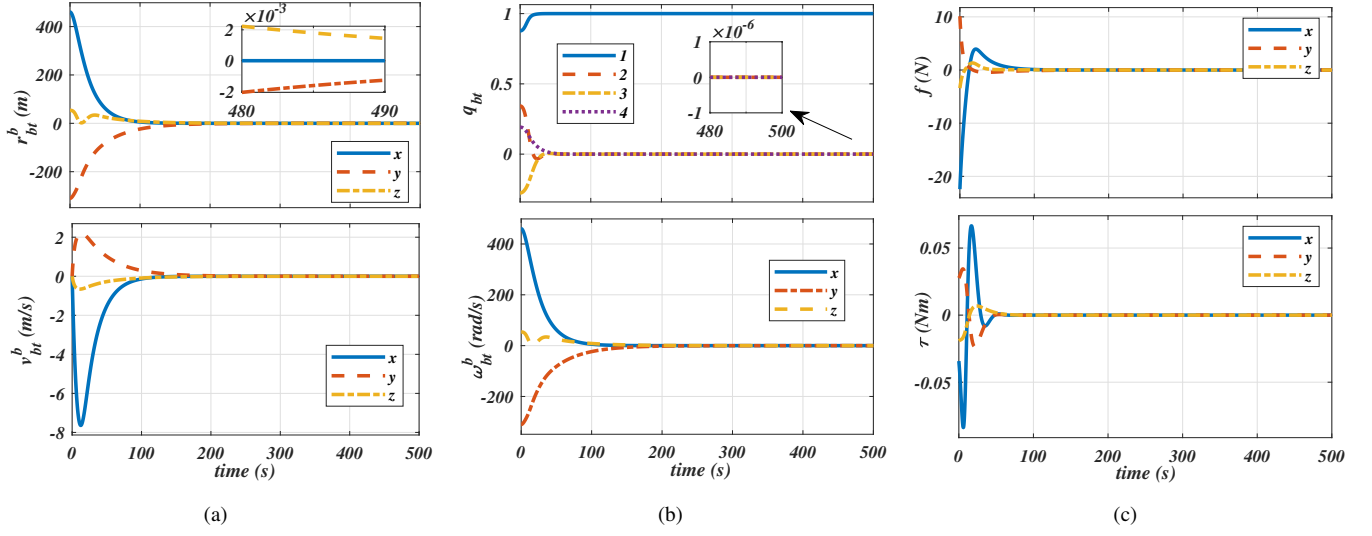 ×10^-3
400
200
0
-200
r^b_bt (m)
2
0
-2
480
490
x
y
z
2
0
-2
-4
-6
-8
v^b_bt (m/s)
x
y
z
0
100
200
300
400
500
time (s)
(a)
1
0.5
0
q_bt
1
2
3
4
×10^-6
1
0
-1
480
500
400
200
0
-200
ω^b_bt (rad/s)
x
y
z
0
100
200
300
400
500
time (s)
(b)
10
0
-10
-20
f (N)
x
y
z
0.05
0
-0.05
τ (Nm)
x
y
z
0
100
200
300
400
500
time (s)
(c)